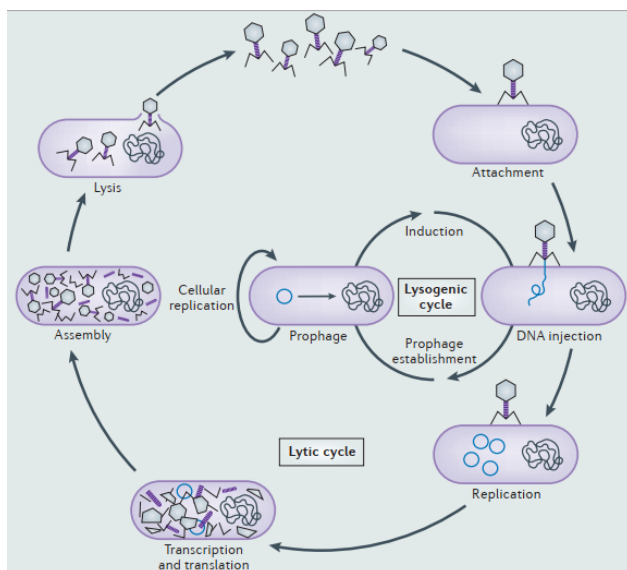 Attachment
Lysis
Induction
Cellular
replication
Lysogenic
cycle
Assembly
Prophage
DNA injection
Prophage
establishment
Lytic cycle
Replication
Transcription
and translation